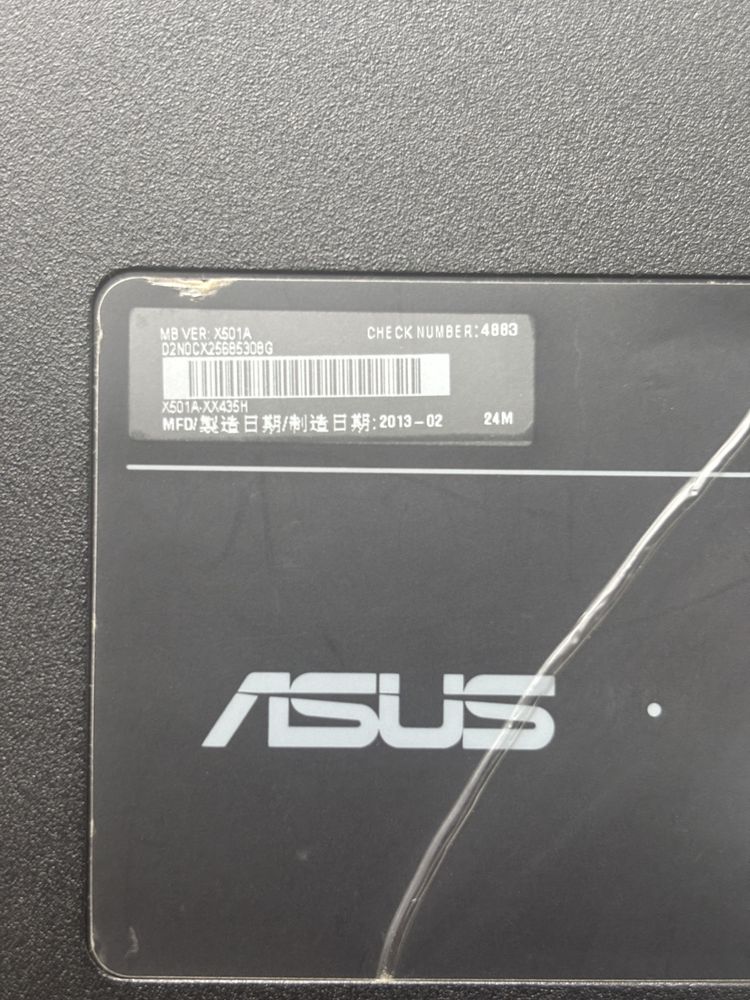 MB VER: X501A CHECK NUMBER:4883
D2N0CX25685308G
X501A-XX435H
MFD/製造日期/制造日期:2013-02 24M
ASUS